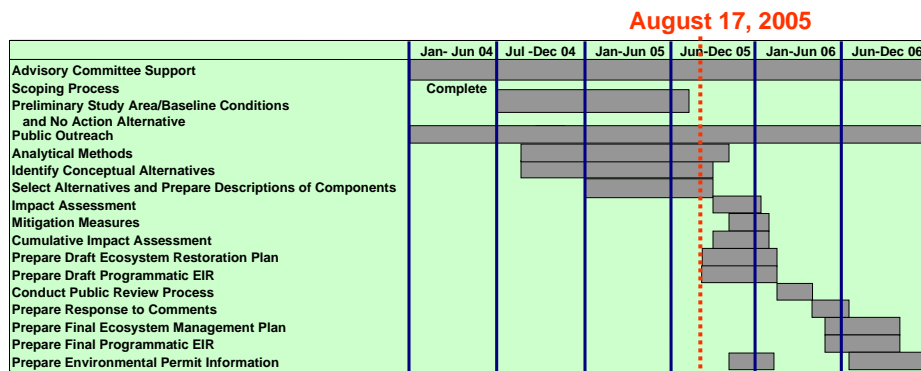 August 17, 2005
Jan- Jun 04 Jul -Dec 04 Jan-Jun 05 Jun-Dec 05 Jan-Jun 06 Jun-Dec 06
Advisory Committee Support
Scoping Process Complete
Preliminary Study Area/Baseline Conditions
and No Action Alternative
Public Outreach
Analytical Methods
Identify Conceptual Alternatives
Select Alternatives and Prepare Descriptions of Components
Impact Assessment
Mitigation Measures
Cumulative Impact Assessment
Prepare Draft Ecosystem Restoration Plan
Prepare Draft Programmatic EIR
Conduct Public Review Process
Prepare Response to Comments
Prepare Final Ecosystem Management Plan
Prepare Final Programmatic EIR
Prepare Environmental Permit Information